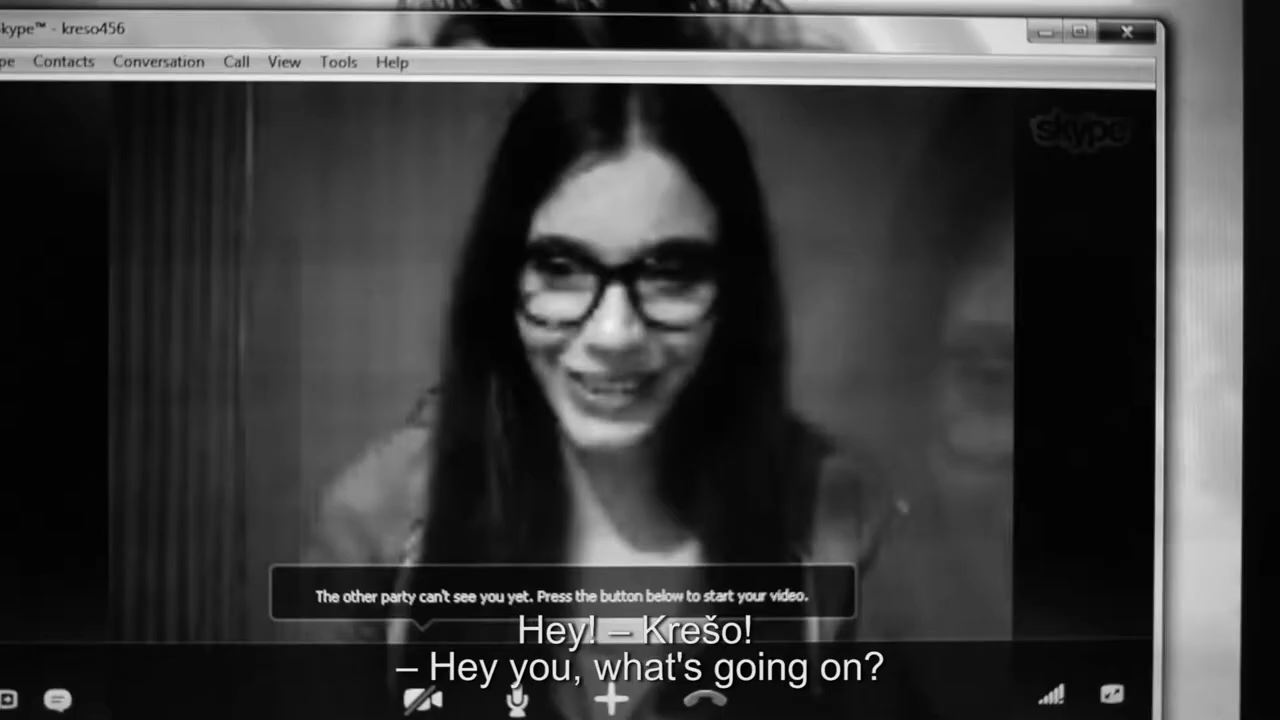 kype™ - kreso456
pe Contacts Conversation Call View Tools Help
skype
The other party can't see you yet. Press the button below to start your video.
Hey! – Krešo!
– Hey you, what's going on?